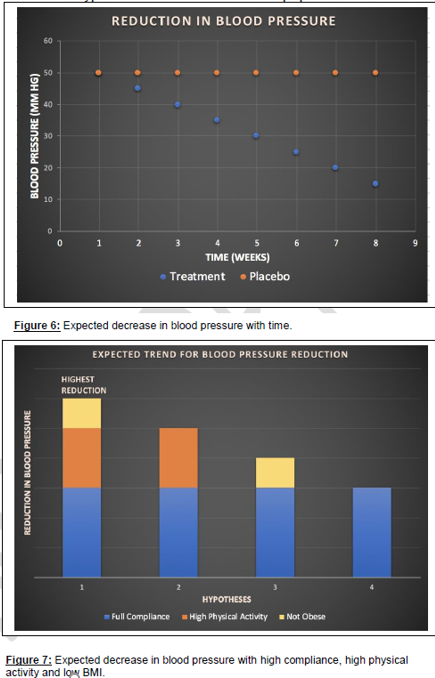 REDUCTION IN BLOOD PRESSURE
60
50
40
30
20
10
0
BLOOD PRESSURE (MM HG)
0 1 2 3 4 5 6 7 8 9
TIME (WEEKS)
Treatment Placebo
Figure 6: Expected decrease in blood pressure with time.
EXPECTED TREND FOR BLOOD PRESSURE REDUCTION
HIGHEST
REDUCTION
REDUCTION IN BLOOD PRESSURE
1 2 3 4
HYPOTHESES
Full Compliance High Physical Activity Not Obese
Figure 7: Expected decrease in blood pressure with high compliance, high physical
activity and BMI.